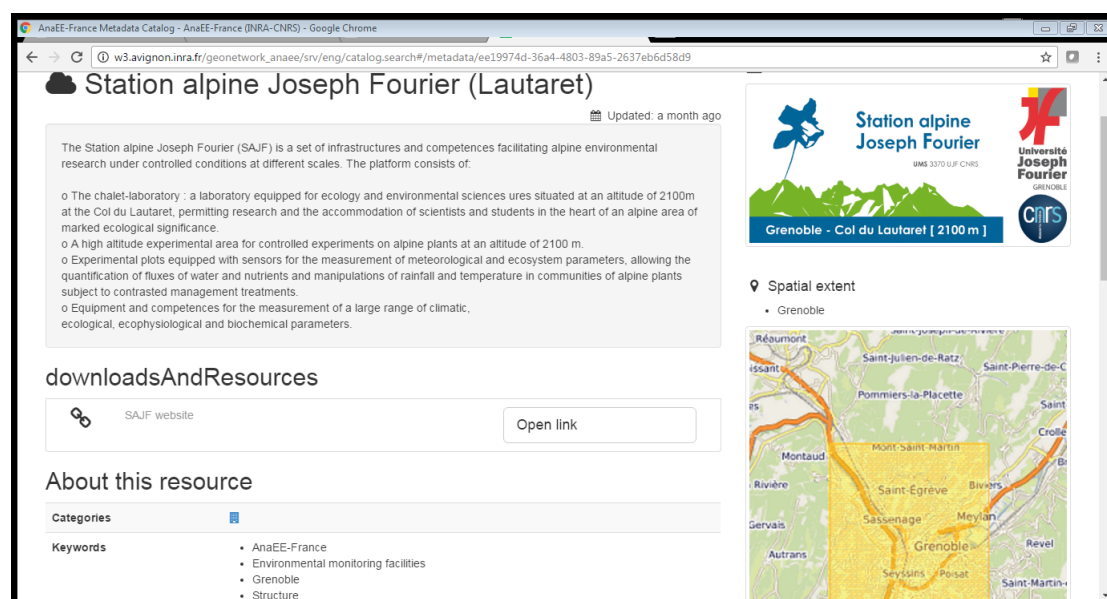 AnaEE-France Metadata Catalog - AnaEE-France (INRA-CNRS) - Google Chrome
w3.avignon.inra.fr/geonetwork_anaee/srv/eng/catalog.search#/metadata/ee19974d-36a4-4803-89a5-2637eb6d58d9
Station alpine Joseph Fourier (Lautaret)
Updated: a month ago
The Station alpine Joseph Fourier (SAJF) is a set of infrastructures and competences facilitating alpine environmental
research under controlled conditions at different scales. The platform consists of:
o The chalet-laboratory : a laboratory equipped for ecology and environmental sciences ures situated at an altitude of 2100m
at the Col du Lautaret, permitting research and the accommodation of scientists and students in the heart of an alpine area of
marked ecological significance.
o A high altitude experimental area for controlled experiments on alpine plants at an altitude of 2100 m.
o Experimental plots equipped with sensors for the measurement of meteorological and ecosystem parameters, allowing the
quantification of fluxes of water and nutrients and manipulations of rainfall and temperature in communities of alpine plants
subject to contrasted management treatments.
o Equipment and competences for the measurement of a large range of climatic,
ecological, ecophysiological and biochemical parameters.
downloadsAndResources
SAJF website
Open link
About this resource
Categories
Keywords
• AnaEE-France
• Environmental monitoring facilities
• Grenoble
• Structure
Station alpine
Joseph Fourier
UMS 3370 UJF CNRS
Université
Joseph
Fourier
GRENOBLE
cnrs
Grenoble - Col du Lautaret [ 2100 m ]
Spatial extent
• Grenoble
Réaumont
Saint-Julien-de-Ratz
Saint-Pierre-de-C
issant
Pommiers-la-Placette
es
Saint
Crolle
Mont-Saint-Martin
Montaud
Rivière
Saint-Égrève
Biviers
Sassenage
Meylan
Gervais
Grenoble
Revel
Autrans
Seyssins
Poisat
Saint-Martin-